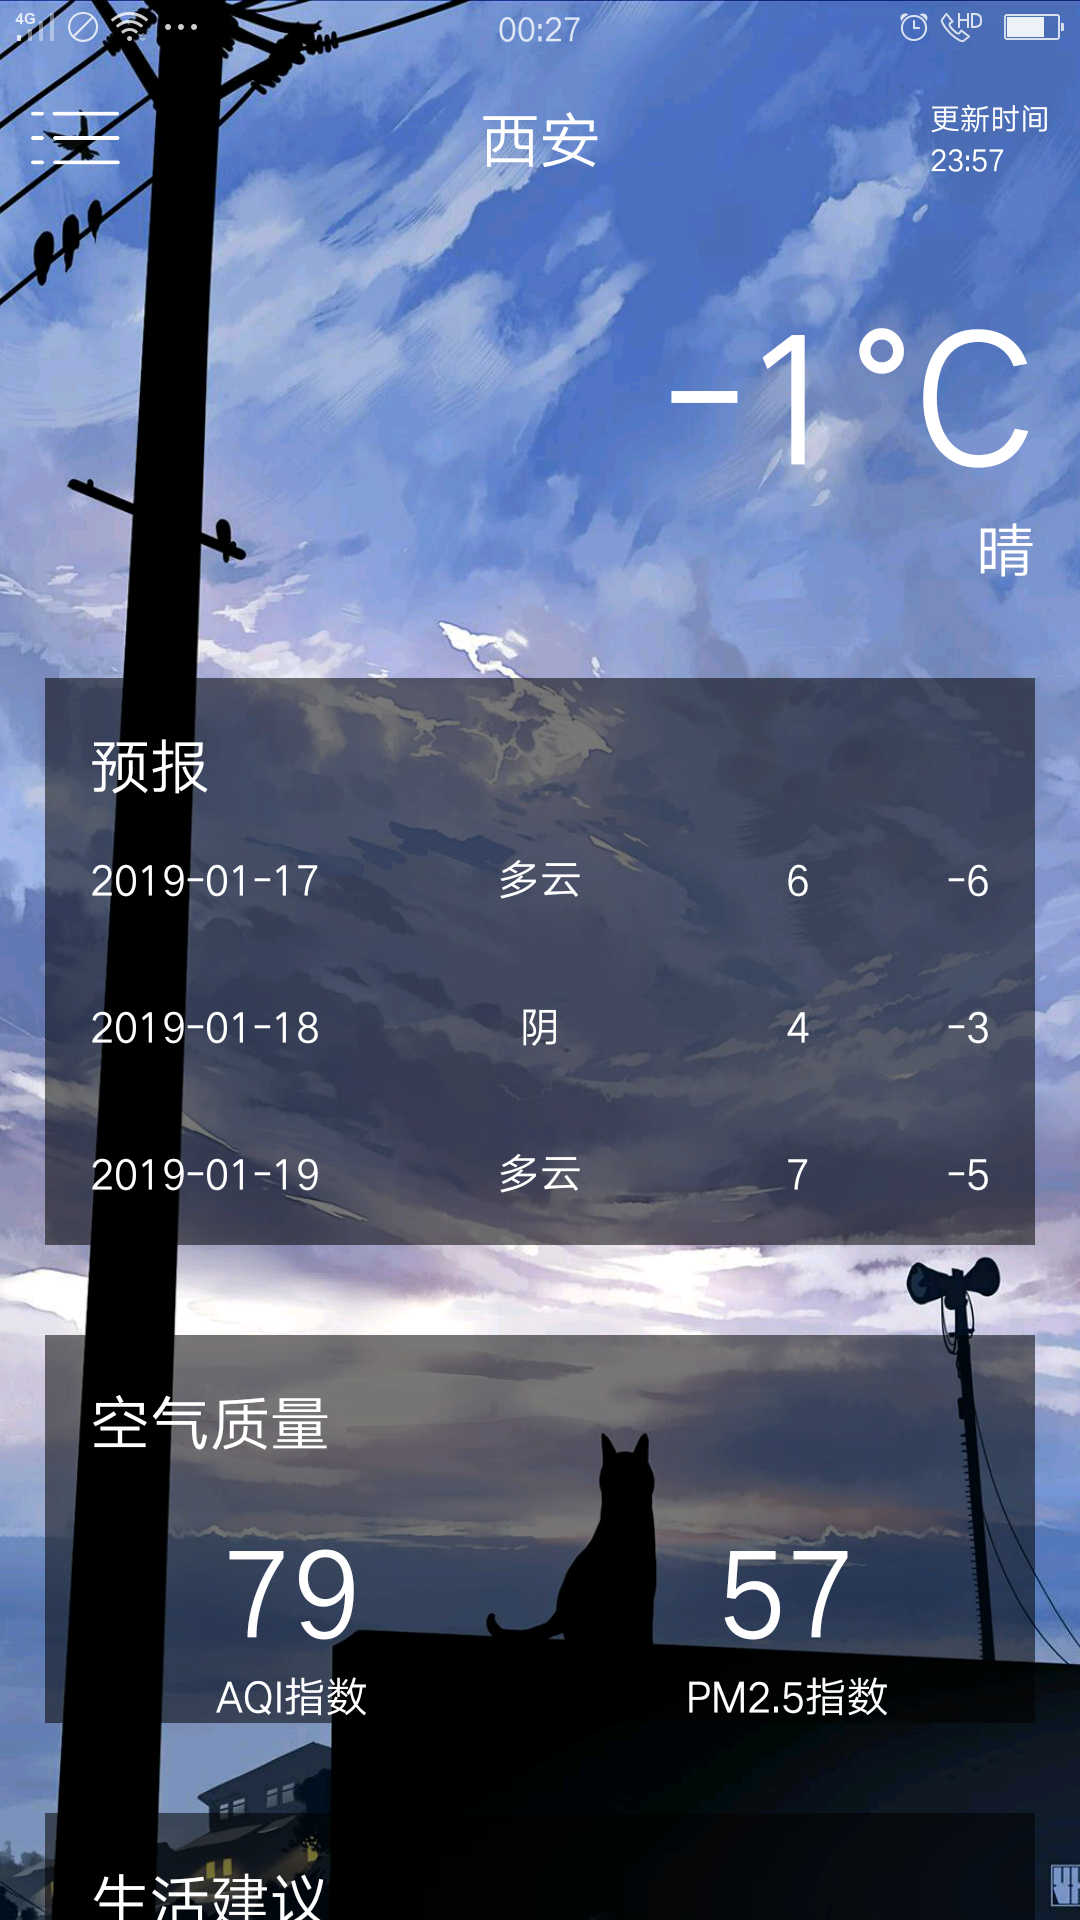 4G 00:27 HD
西安
更新时间
23:57
-1°C
晴
预报
2019-01-17 多云 6 -6
2019-01-18 阴 4 -3
2019-01-19 多云 7 -5
空气质量
79 57
AQI指数 PM2.5指数
生活建议